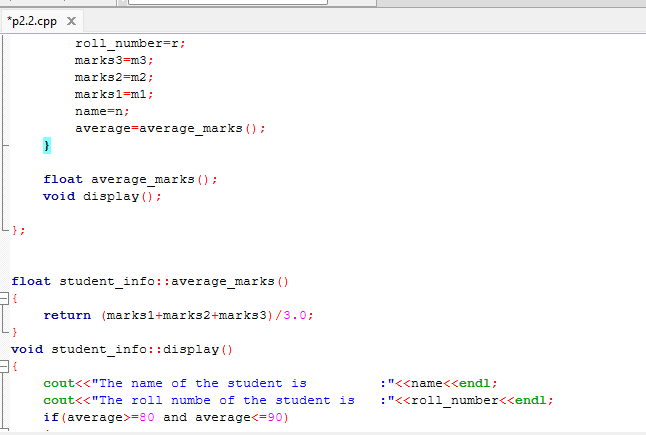 *p2.2.cpp X
roll_number=r;
marks3=m3;
marks2=m2;
marks1=m1;
name=n;
average=average_marks();
}
float average_marks();
void display();
};
float student_info::average_marks()
{
return (marks1+marks2+marks3)/3.0;
}
void student_info::display()
{
cout<<"The name of the student is         :"<<name<<endl;
cout<<"The roll numbe of the student is   :"<<roll_number<<endl;
if(average>=80 and average<=90)